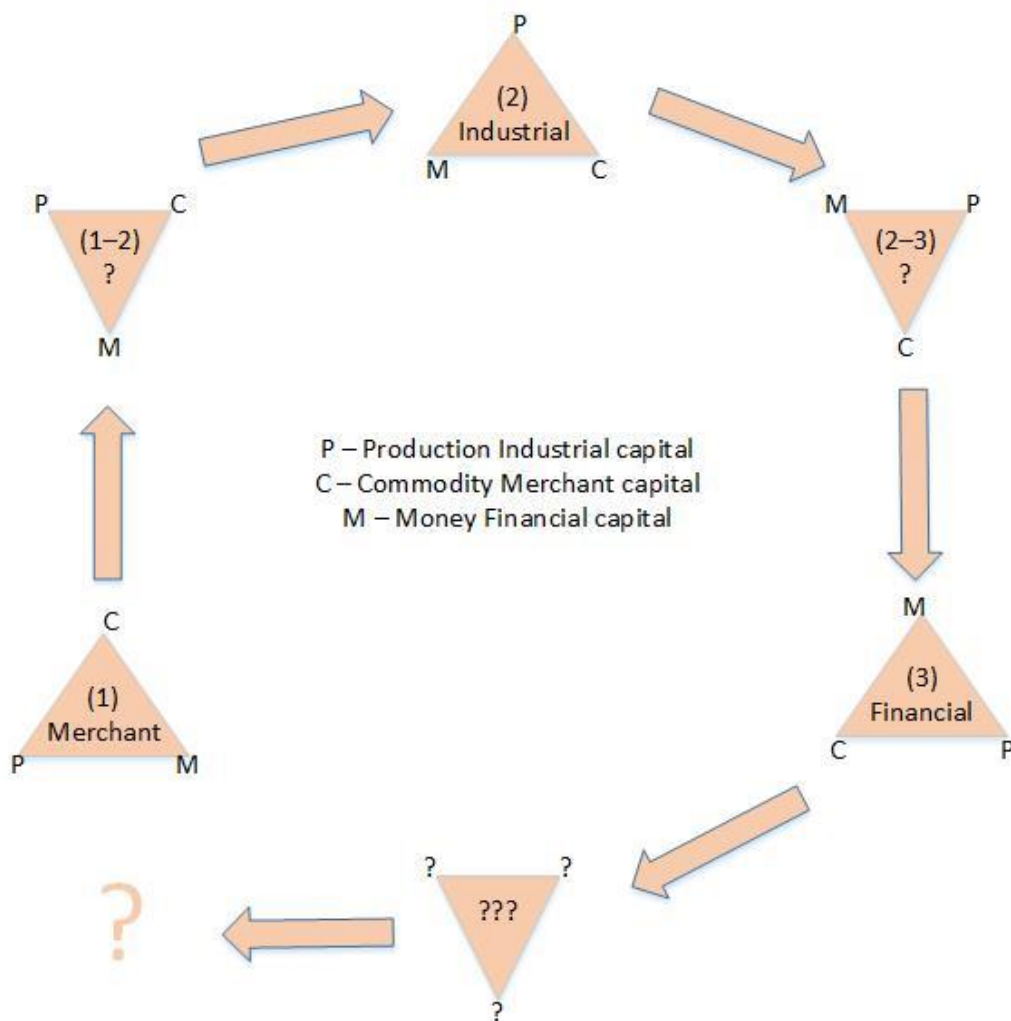 P
(2)
Industrial
M C
P C
(1–2)
?
M
M P
(2–3)
?
C
P – Production Industrial capital
C – Commodity Merchant capital
M – Money Financial capital
C
(1)
Merchant
P M
M
(3)
Financial
C P
? ?
???
?
?